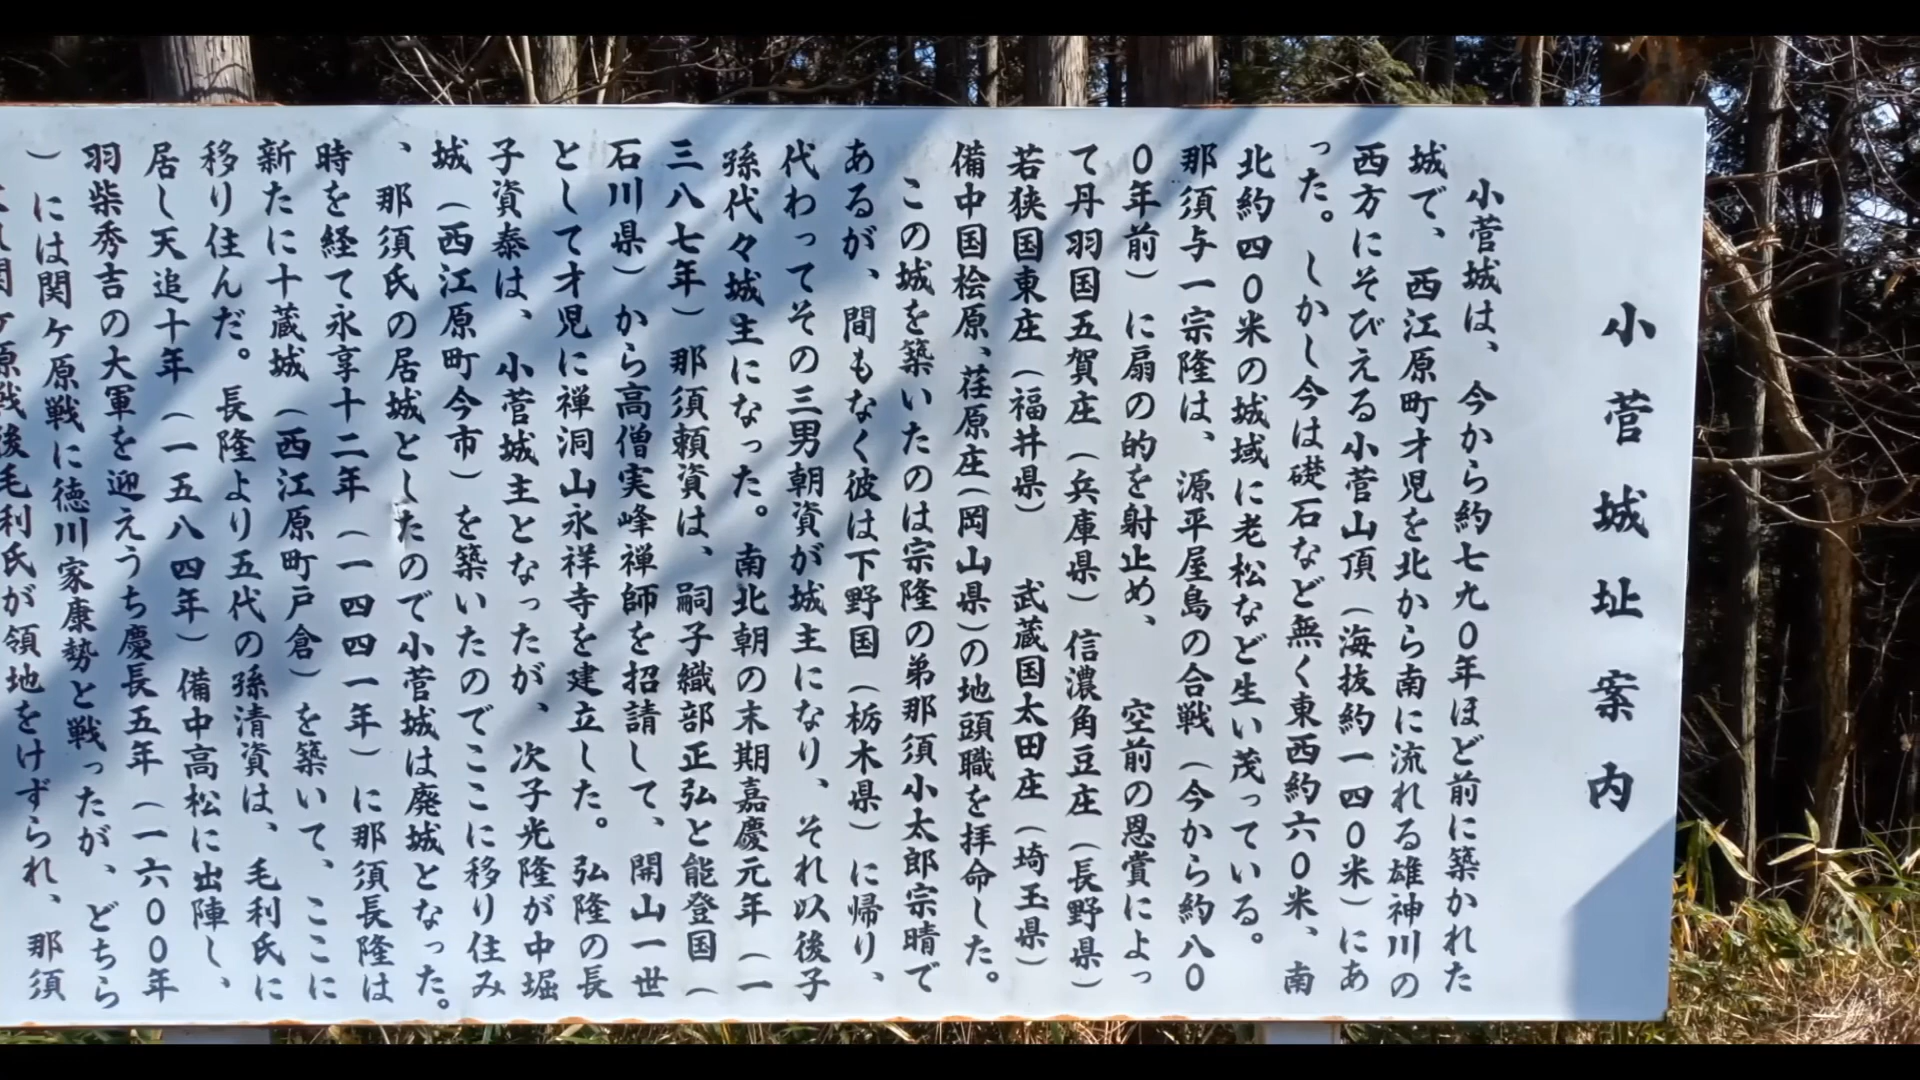 小菅城址案内
小菅城は、今から約七九〇年ほど前に築かれた
城で、西江原町才児を北から南に流れる雄神川の
西方にそびえる小菅山頂（海抜約一四〇米）にあ
った。しかし今は礎石など無く東西約六〇米、南
北約四〇米の城域に老松など生い茂っている。
那須与一宗隆は、源平屋島の合戦（今から約八〇
〇年前）に扇の的を射止め、 空前の恩賞によっ
て丹羽国五賀庄（兵庫県）信濃角豆庄（長野県）
若狭国東庄（福井県） 武蔵国太田庄（埼玉県）
備中国桧原、荏原庄（岡山県）の地頭職を拝命した。
この城を築いたのは宗隆の弟那須小太郎宗晴で
あるが、間もなく彼は下野国（栃木県）に帰り、
代わってその三男朝資が城主になり、それ以後子
孫代々城主になった。南北朝の末期嘉慶元年（一
三八七年）那須頼資は、嗣子織部正弘と能登国（
石川県）から高僧実峰禅師を招請して、開山一世
として才児に禅洞山永祥寺を建立した。弘隆の長
子資泰は、小菅城主となったが、次子光隆が中堀
城（西江原町今市）を築いたのでここに移り住み
、那須氏の居城としたので小菅城は廃城となった。
時を経て永享十二年（一四四一年）に那須長隆は
新たに十蔵城（西江原町戸倉）を築いて、ここに
移り住んだ。長隆より五代の孫清資は、毛利氏に
居し天追十年（一五八四年）備中高松に出陣し、
羽柴秀吉の大軍を迎えうち慶長五年（一六〇〇年
）には関ヶ原戦に徳川家康勢と戦ったが、どちら
関ヶ原戦後毛利氏が領地をけずられ、那須